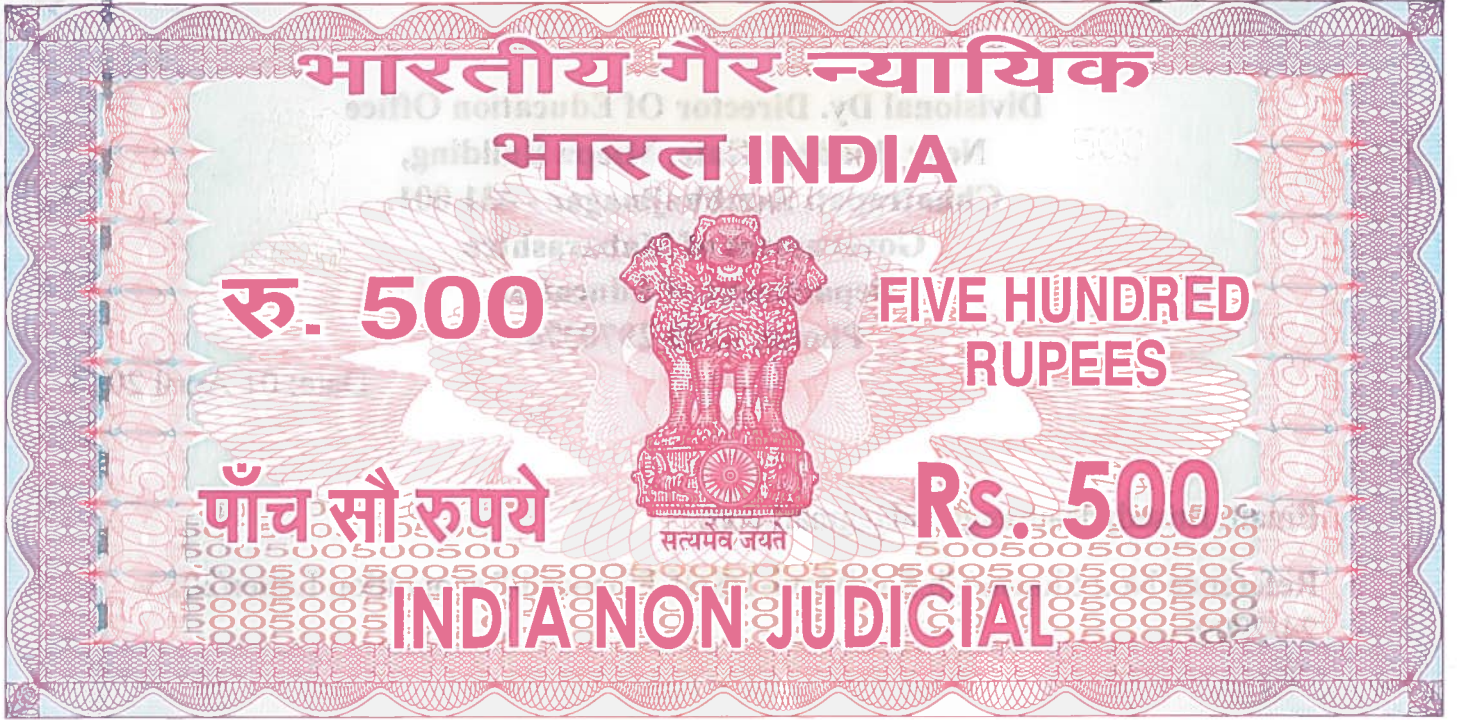 भारतीय गैर न्यायिक
भारत INDIA
रु. 500
FIVE HUNDRED
RUPEES
पाँच सौ रुपये
Rs. 500
सत्यमेव जयते
INDIA NON JUDICIAL